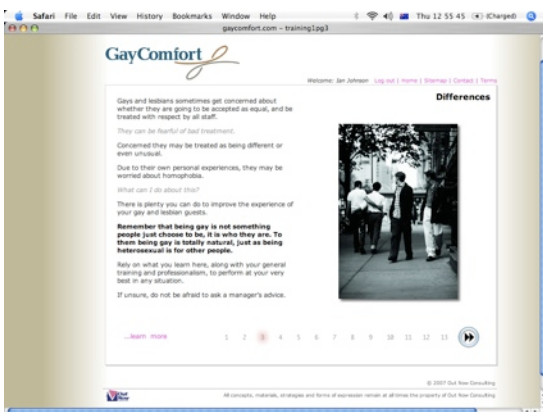 Safari File Edit View History Bookmarks Window Help
Thu 12 55 45 (Charged)
gaycomfort.com – training1pg3
GayComfort
Welcome: Ian Johnson Log out | Home | Sitemap | Contact | Terms
Differences
Gays and lesbians sometimes get concerned about
whether they are going to be accepted as equal, and be
treated with respect by all staff.
They can be fearful of bad treatment.
Concerned they may be treated as being different or
even unusual.
Due to their own personal experiences, they may be
worried about homophobia.
What can I do about this?
There is plenty you can do to improve the experience of
your gay and lesbian guests.
Remember that being gay is not something
people just choose to be, it is who they are. To
them being gay is totally natural, just as being
heterosexual is for other people.
Rely on what you learn here, along with your general
training and professionalism, to perform at your very
best in any situation.
If unsure, do not be afraid to ask a manager's advice.
...learn more 1 2 3 4 5 6 7 8 9 10 11 12 13
© 2007 Out Now Consulting
Out Now
All concepts, materials, strategies and forms of expression remain at all times the property of Out Now Consulting